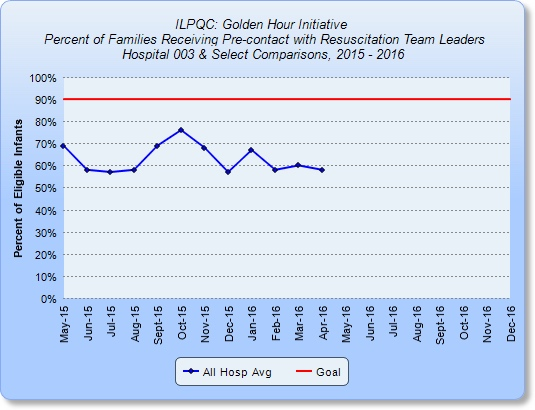 ILPQC: Golden Hour Initiative
Percent of Families Receiving Pre-contact with Resuscitation Team Leaders
Hospital 003 & Select Comparisons, 2015 - 2016
100%
90%
80%
70%
60%
50%
40%
30%
20%
10%
0%
Percent of Eligible Infants
May-15
Jun-15
Jul-15
Aug-15
Sept-15
Oct-15
Nov-15
Dec-15
Jan-16
Feb-16
Mar-16
Apr-16
May-16
Jun-16
Jul-16
Aug-16
Sept-16
Oct-16
Nov-16
Dec-16
All Hosp Avg
Goal